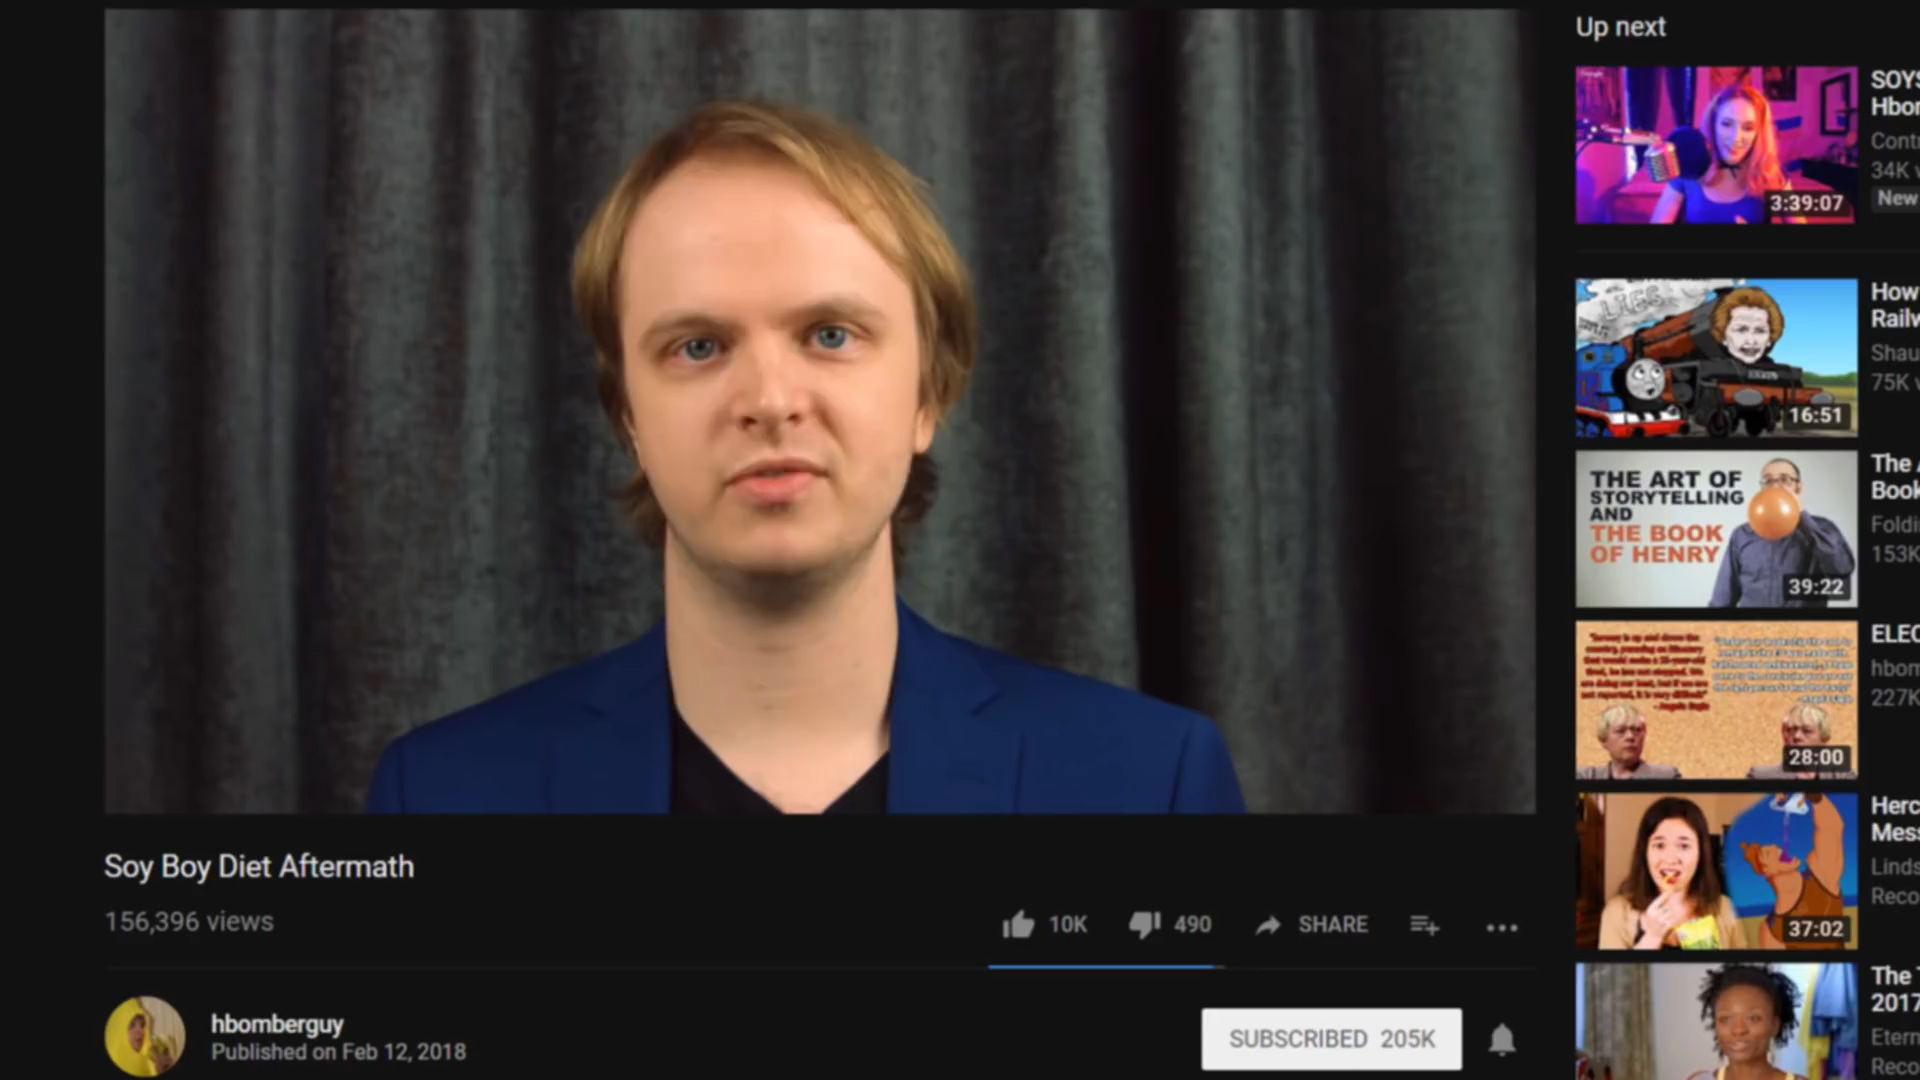 Up next
SOYS
Hbor
Contr
34K v
New
3:39:07
LIES
How
Railw
Shau
75K v
16:51
THE ART OF
STORYTELLING
AND
THE BOOK
OF HENRY
39:22
The A
Book
Foldi
153K
ELEC
hbom
227K
28:00
Herc
Mess
Linds
Reco
37:02
The T
2017
Etern
Reco
Soy Boy Diet Aftermath
156,396 views
10K
490
SHARE
hbomberguy
Published on Feb 12, 2018
SUBSCRIBED 205K